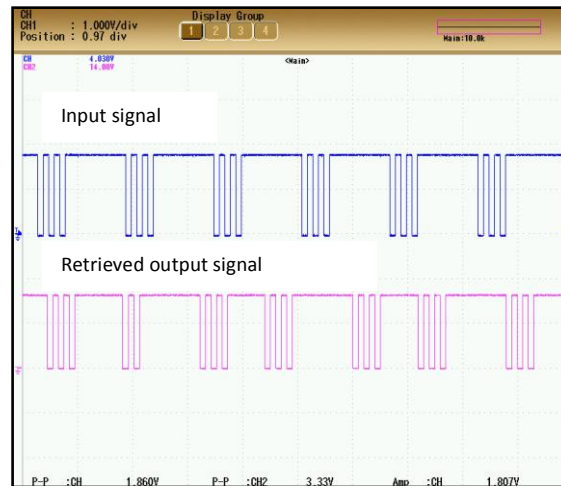 CH Display Group
CH1 : 1.000V/div 1 2 3 4
Position : 0.97 div Main:10.0k
CH 4.038V <Main>
CH2 14.00V
Input signal
Retrieved output signal
P-P :CH 1.860V P-P :CH2 3.33V Amp :CH 1.807V